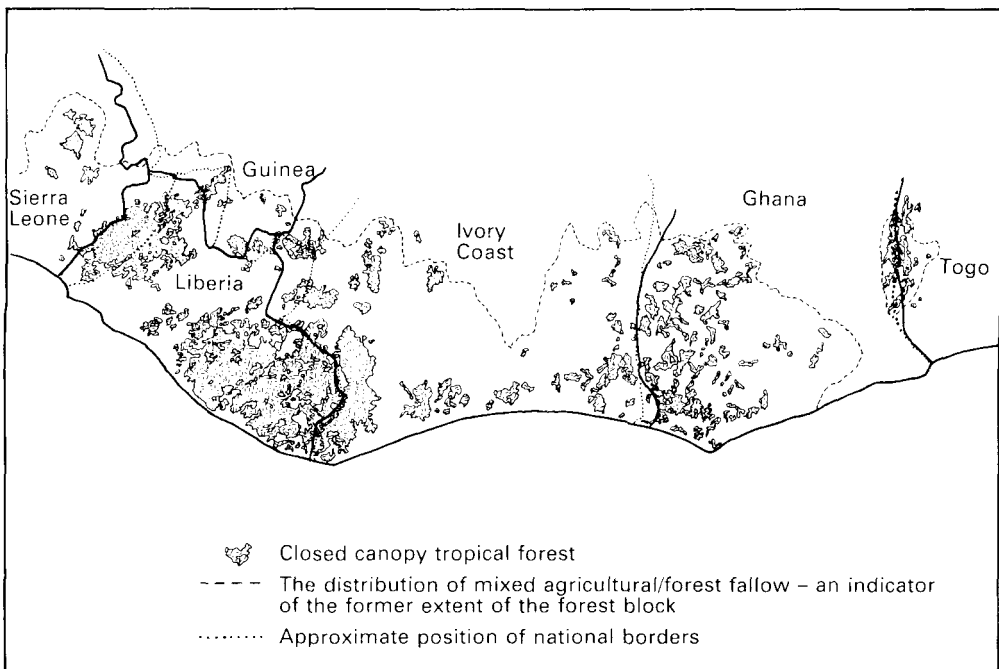 Guinea
Ghana
Sierra
Leone
Ivory
Coast
Liberia
Togo
Closed canopy tropical forest
The distribution of mixed agricultural/forest fallow – an indicator
of the former extent of the forest block
Approximate position of national borders